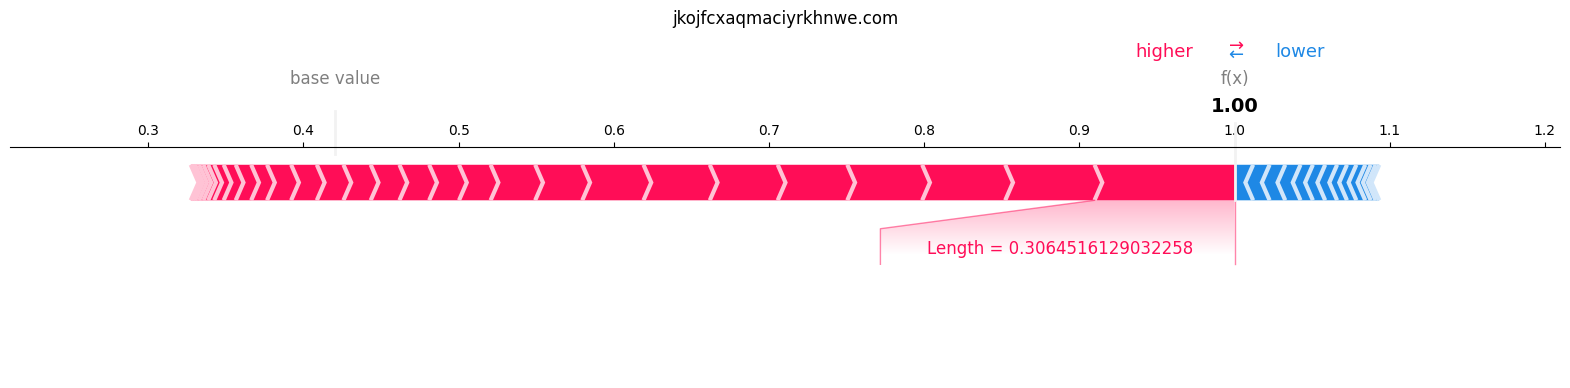 jkojfcxaqmaciyrkhnwe.com
higher → ← lower
base value f(x)
1.00
0.3 0.4 0.5 0.6 0.7 0.8 0.9 1.0 1.1 1.2
Length = 0.3064516129032258